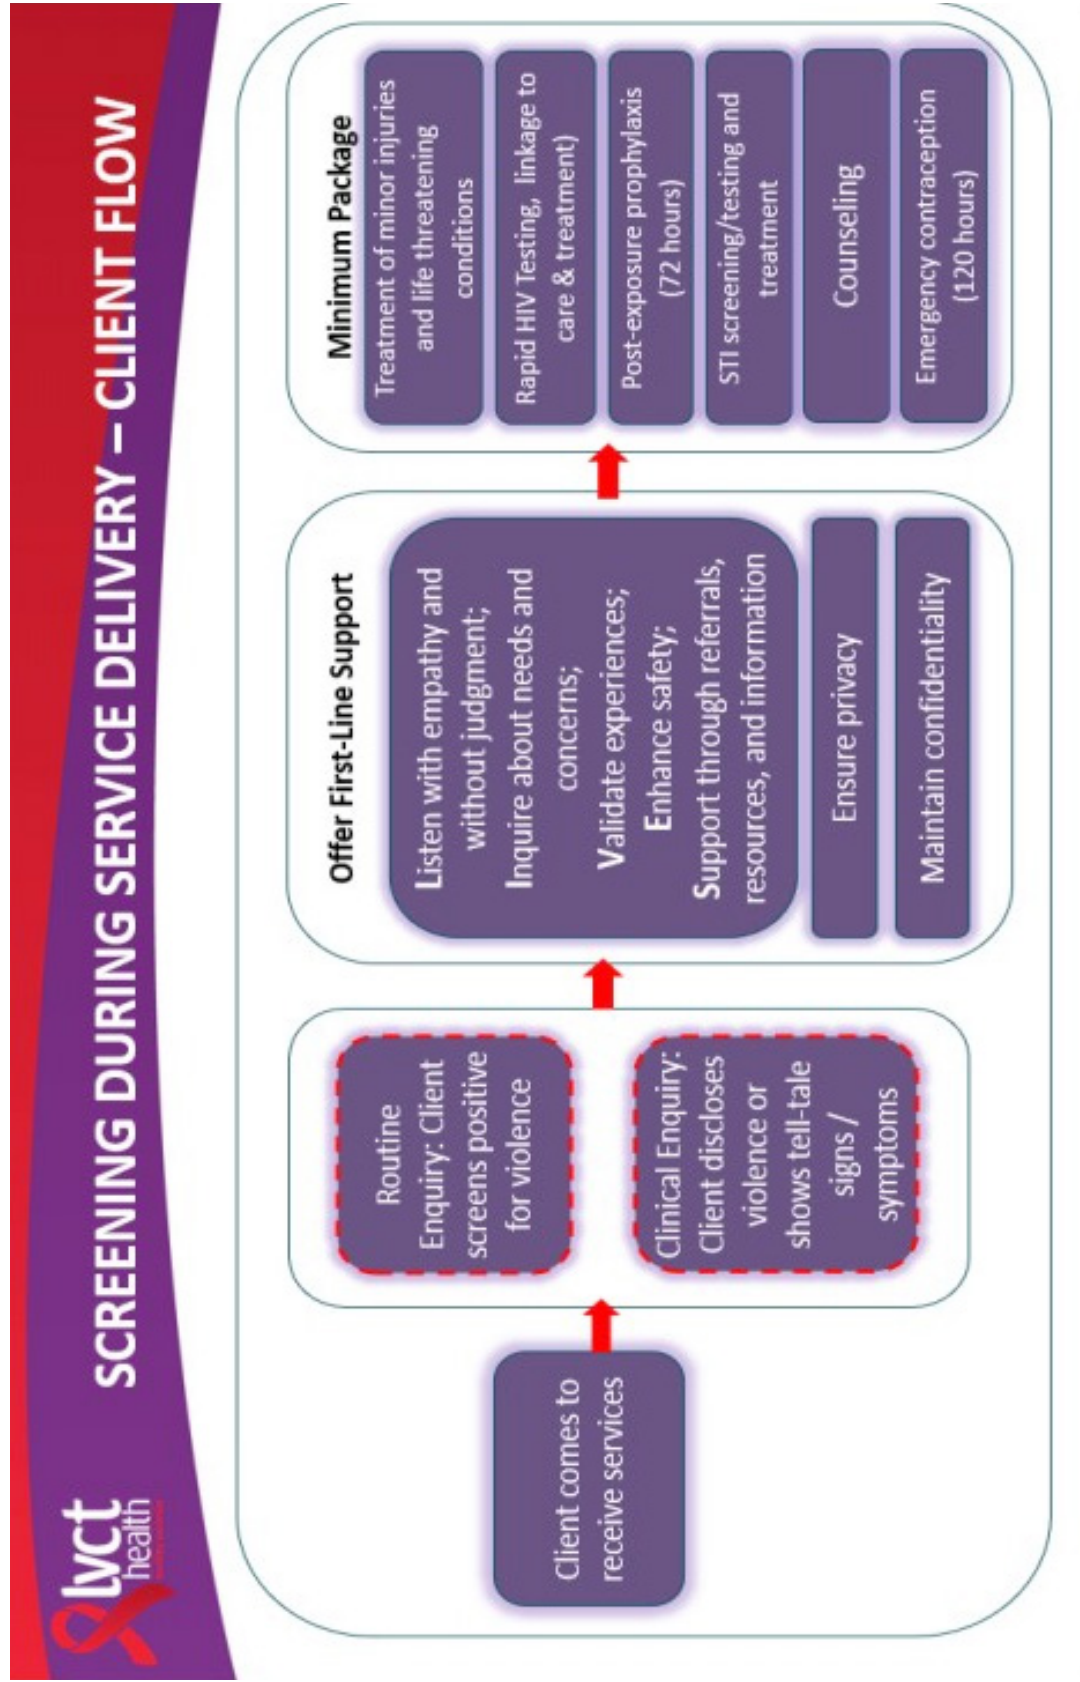 lvct
health
SCREENING DURING SERVICE DELIVERY – CLIENT FLOW
Client comes to
receive services
Routine
Enquiry: Client
screens positive
for violence
Clinical Enquiry:
Client discloses
violence or
shows tell-tale
signs /
symptoms
Offer First-Line Support
Listen with empathy and
without judgment;
Inquire about needs and
concerns;
Validate experiences;
Enhance safety;
Support through referrals,
resources, and information
Ensure privacy
Maintain confidentiality
Minimum Package
Treatment of minor injuries
and life threatening
conditions
Rapid HIV Testing, linkage to
care & treatment)
Post-exposure prophylaxis
(72 hours)
STI screening/testing and
treatment
Counseling
Emergency contraception
(120 hours)